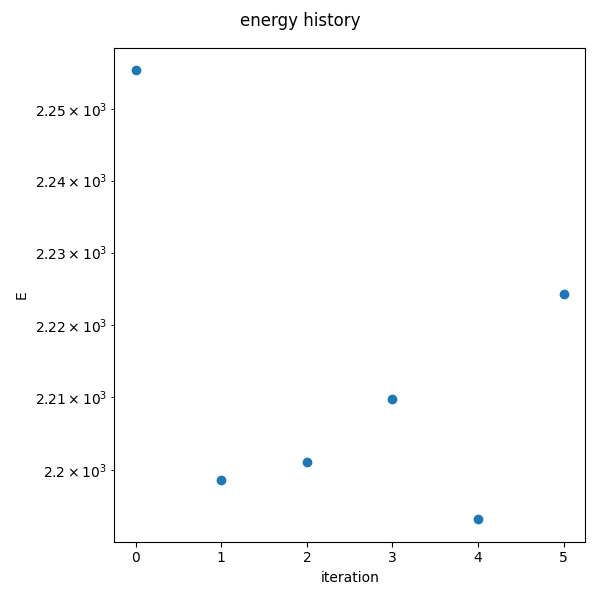 energy history
2.25 × 10³
2.24 × 10³
2.23 × 10³
2.22 × 10³
2.21 × 10³
2.2 × 10³
E
0 1 2 3 4 5
iteration